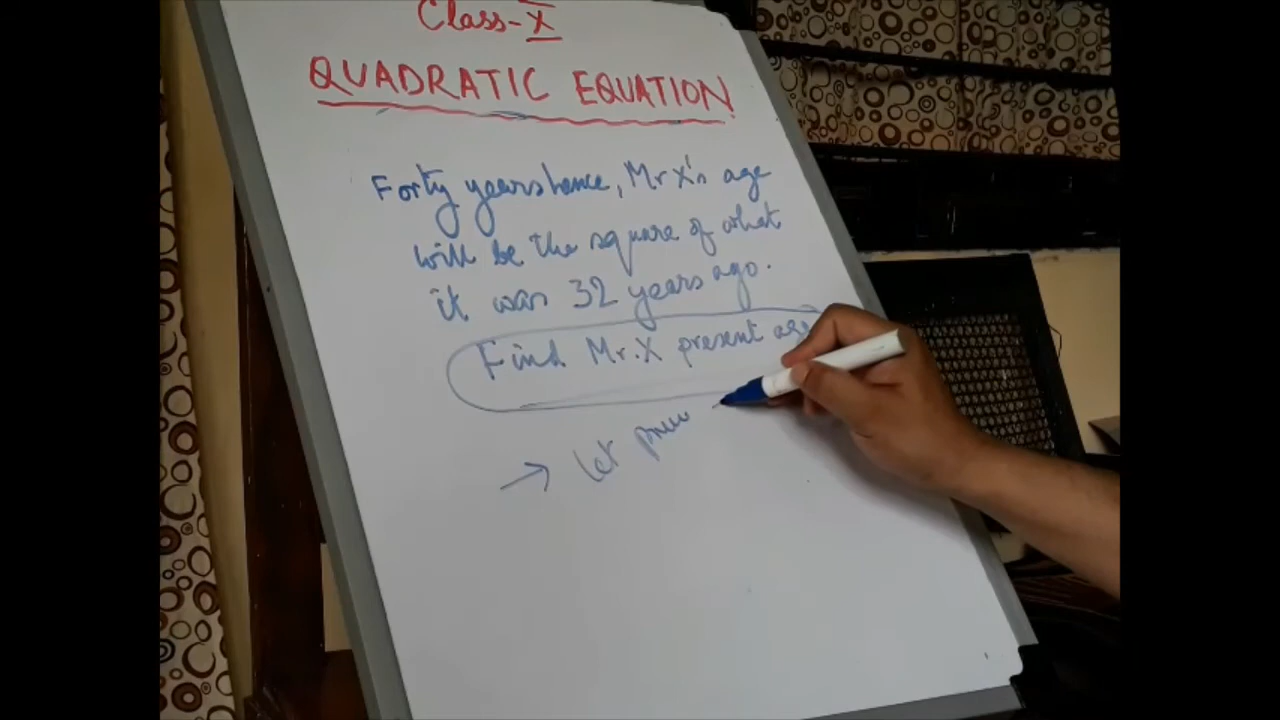 Class-X
QUADRATIC EQUATION
Forty years hence, Mr X's age
will be the square of what
it was 32 years ago.
Find Mr. X present age
→ let